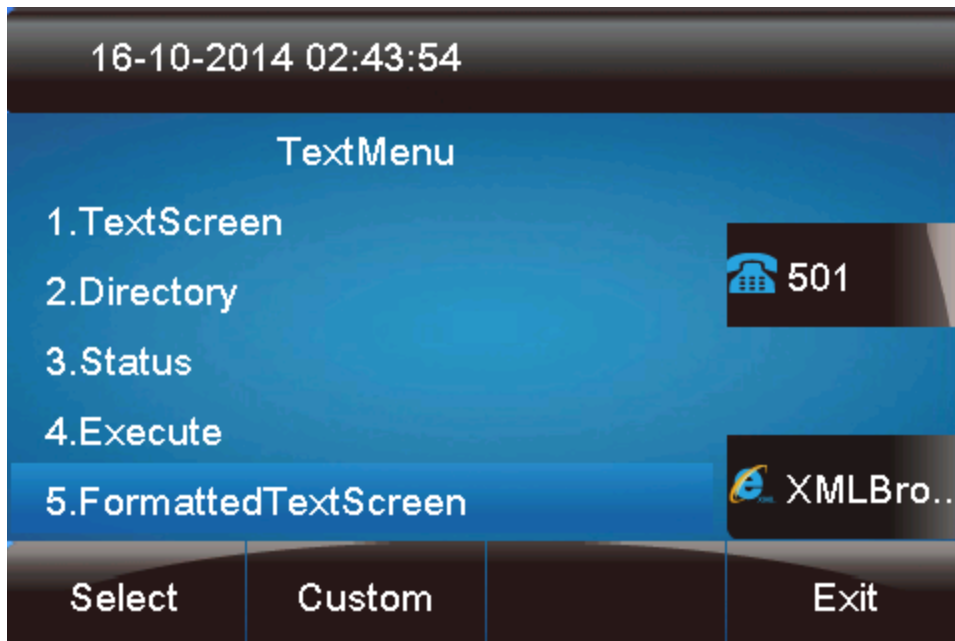 16-10-2014 02:43:54
TextMenu
1.TextScreen
2.Directory
501
3.Status
4.Execute
5.FormattedTextScreen
XMLBro..
Select Custom Exit